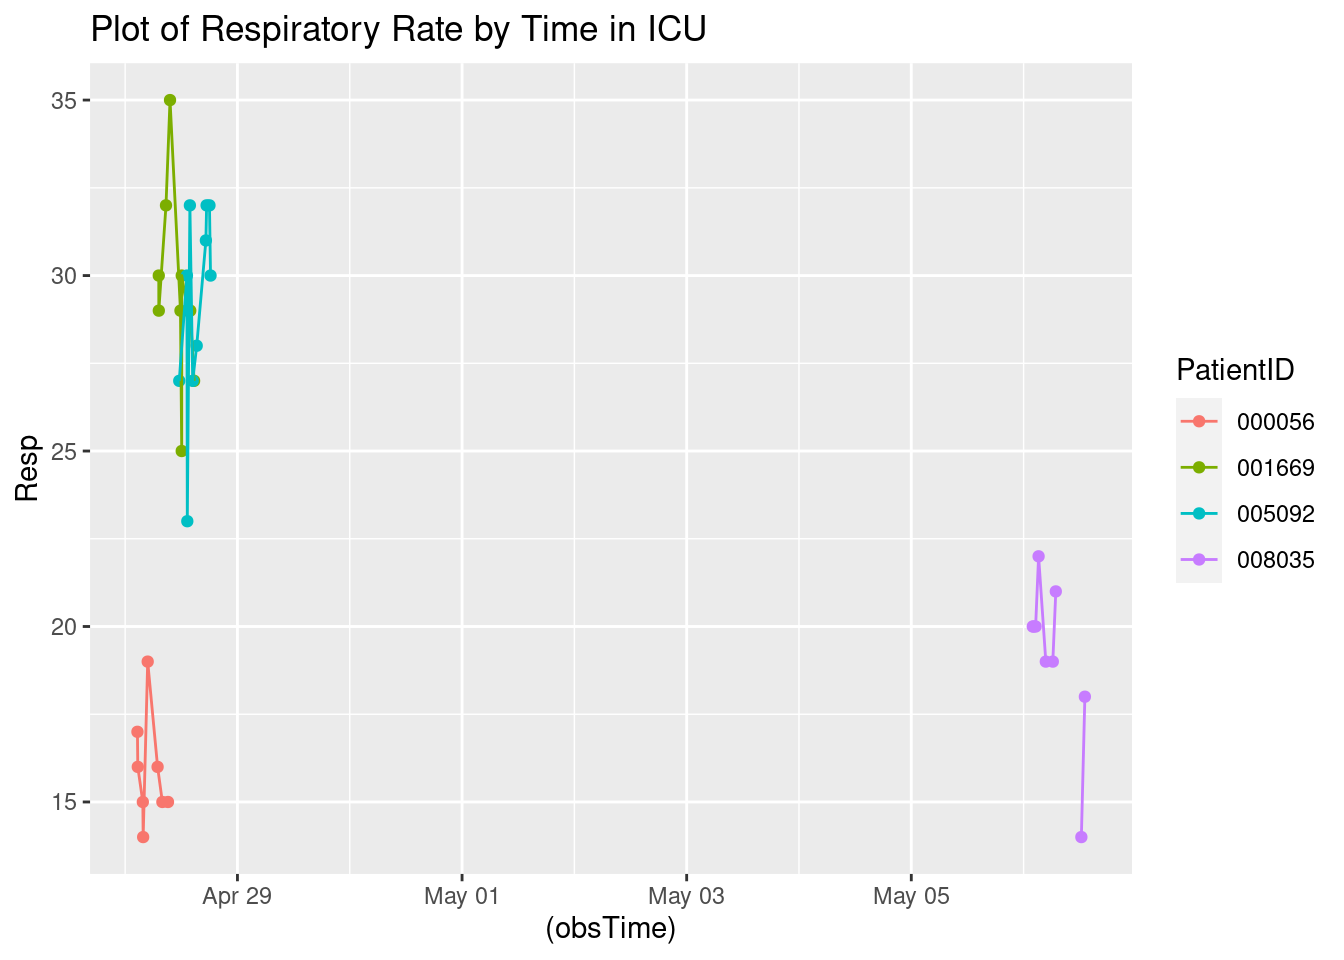 Plot of Respiratory Rate by Time in ICU
35
30
25
20
15
Resp
Apr 29
May 01
May 03
May 05
(obsTime)
PatientID
000056
001669
005092
008035